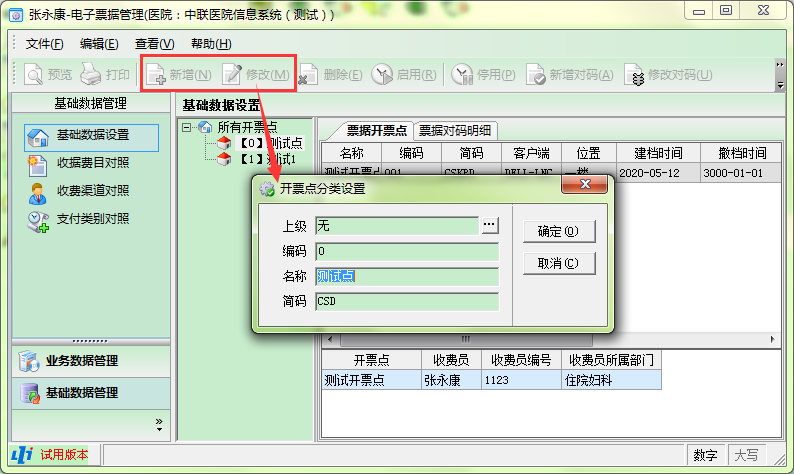 张永康-电子票据管理(医院：中联医院信息系统（测试）)
文件(F) 编辑(E) 查看(V) 帮助(H)
预览 打印 新增(N) 修改(M) 删除(E) 启用(R) 停用(P) 新增对码(A) 修改对码(U)
基础数据管理
基础数据设置
收据费目对照
收费渠道对照
支付类别对照
业务数据管理
基础数据管理
基础数据设置
所有开票点
【0】测试点
【1】测试1
票据开票点 票据对码明细
名称 编码 简码 客户端 位置 建档时间 撤档时间
测试开票点 001 CSKPD 2020-05-12 3000-01-01
开票点分类设置
上级 无 ...
编码 0
名称 测试点
简码 CSD
确定(O)
取消(C)
开票点 收费员 收费员编号 收费员所属部门
测试开票点 张永康 1123 住院妇科
试用版本 数字 大写